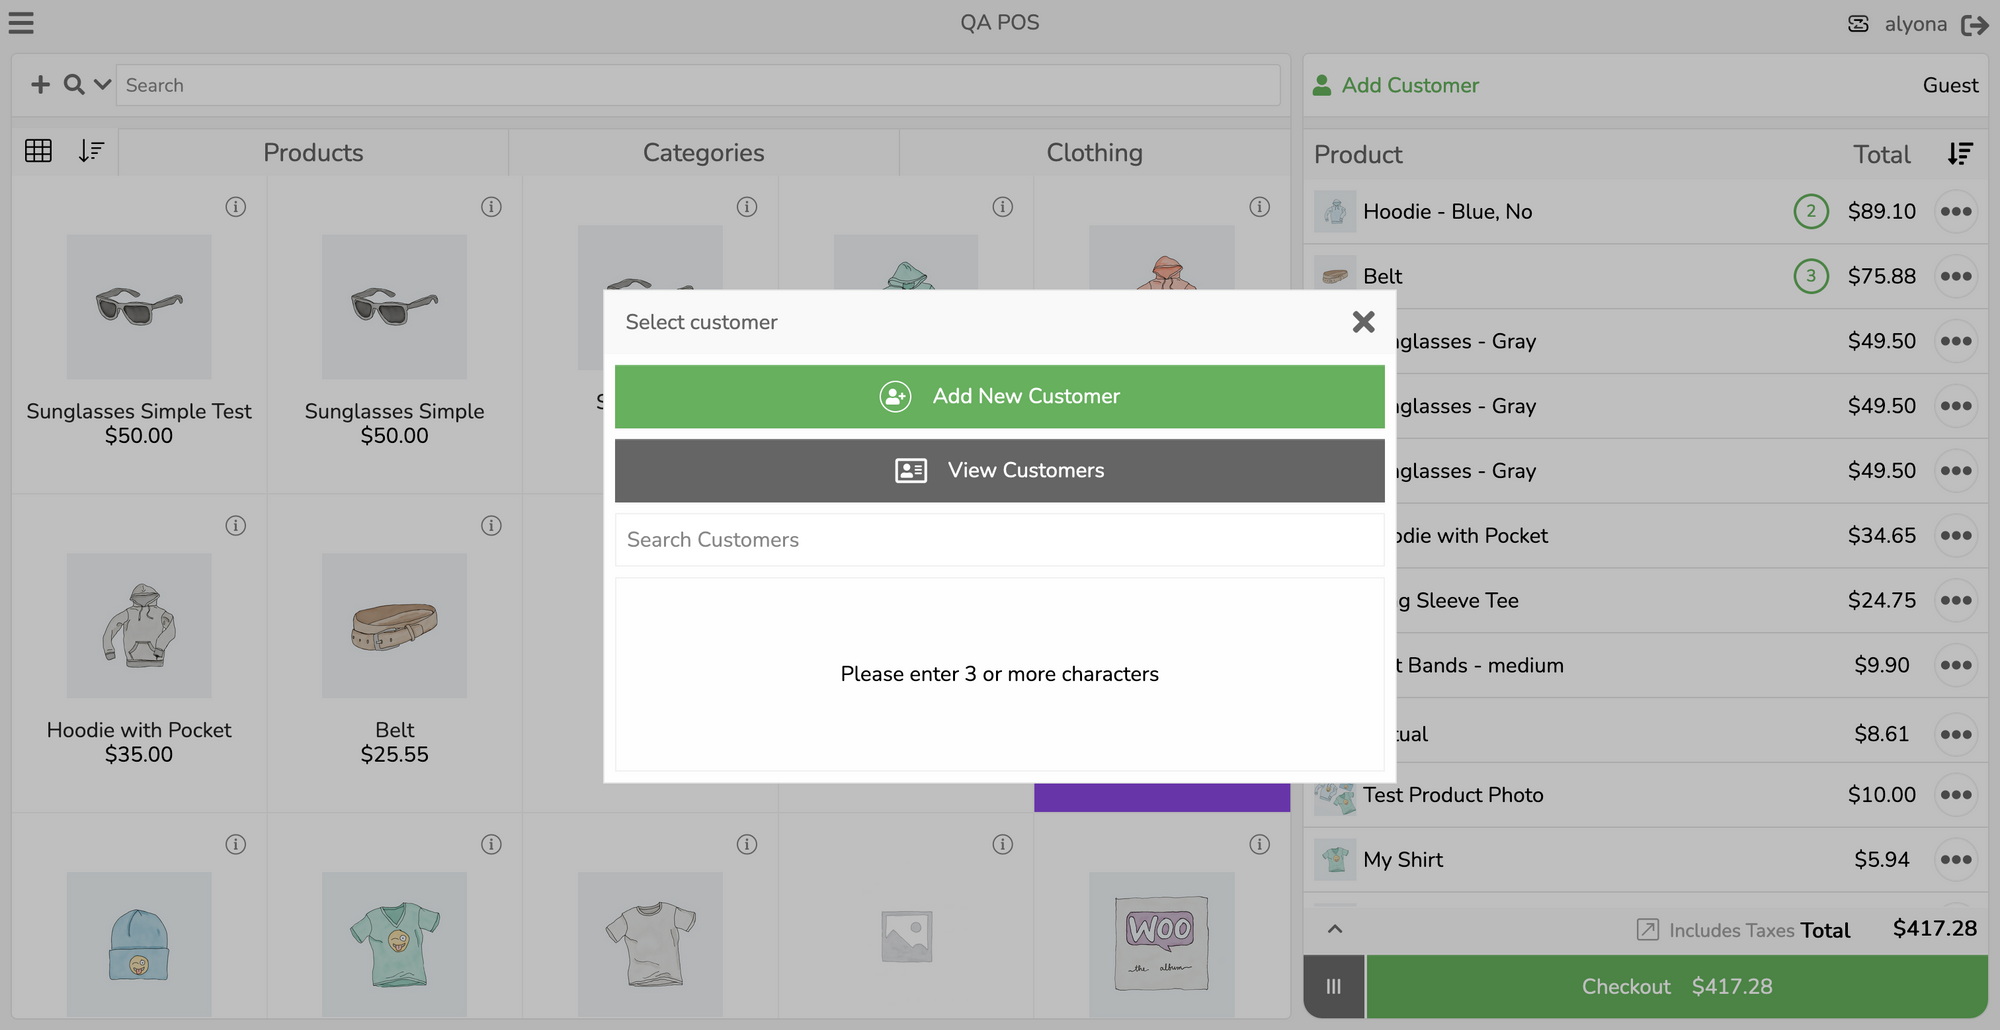 QA POS
alyona
Search
Add Customer
Guest
Products
Categories
Clothing
Product
Total
Sunglasses Simple Test
$50.00
Sunglasses Simple
$50.00
Hoodie with Pocket
$35.00
Belt
$25.55
WOO
the album
Select customer
Add New Customer
View Customers
Search Customers
Please enter 3 or more characters
Hoodie - Blue, No
2
$89.10
Belt
3
$75.88
glasses - Gray
$49.50
glasses - Gray
$49.50
glasses - Gray
$49.50
odie with Pocket
$34.65
g Sleeve Tee
$24.75
t Bands - medium
$9.90
tual
$8.61
Test Product Photo
$10.00
My Shirt
$5.94
Includes Taxes Total $417.28
Checkout $417.28